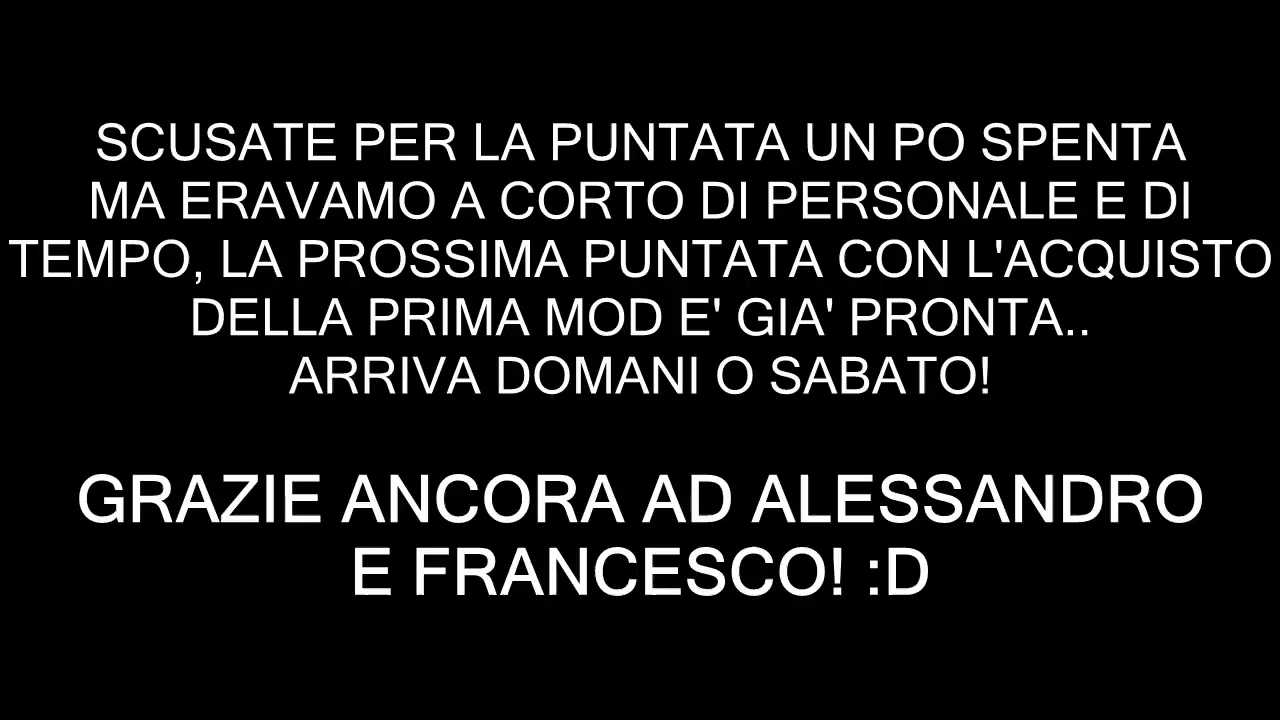 SCUSATE PER LA PUNTATA UN PO SPENTA
MA ERAVAMO A CORTO DI PERSONALE E DI
TEMPO, LA PROSSIMA PUNTATA CON L'ACQUISTO
DELLA PRIMA MOD E' GIA' PRONTA..
ARRIVA DOMANI O SABATO!
GRAZIE ANCORA AD ALESSANDRO
E FRANCESCO! :D